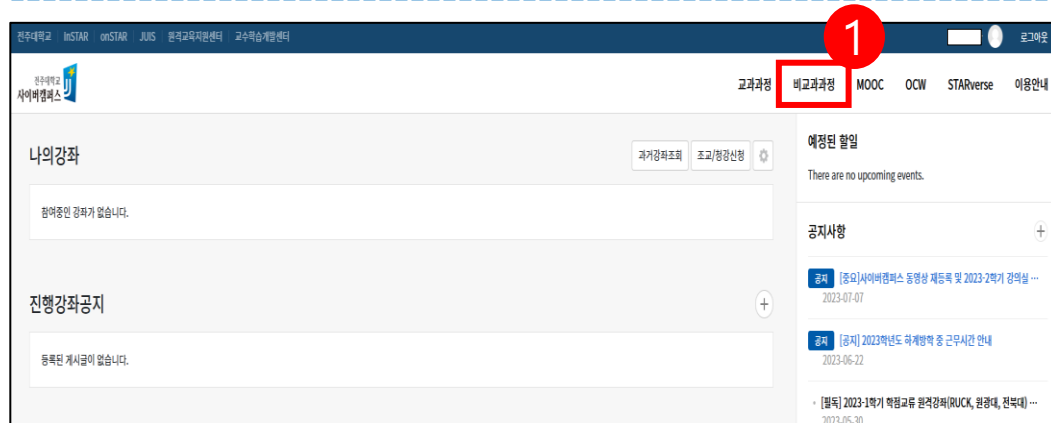 전주대학교 InSTAR onSTAR JUIS 원격교육지원센터 교수학습개발센터 로그아웃
1
전주대학교
사이버캠퍼스
교과과정 비교과과정 MOOC OCW STARverse 이용안내
나의강좌
과거강좌조회 조교/청강신청
참여중인 강좌가 없습니다.
진행강좌공지
등록된 게시글이 없습니다.
예정된 할일
There are no upcoming events.
공지사항
공지 [중요]사이버캠퍼스 동영상 재등록 및 2023-2학기 강의실 …
2023-07-07
공지 [공지] 2023학년도 하계방학 중 근무시간 안내
2023-06-22
[필독] 2023-1학기 학점교류 원격강좌(RUCK, 원광대, 전북대) …
2023-05-30